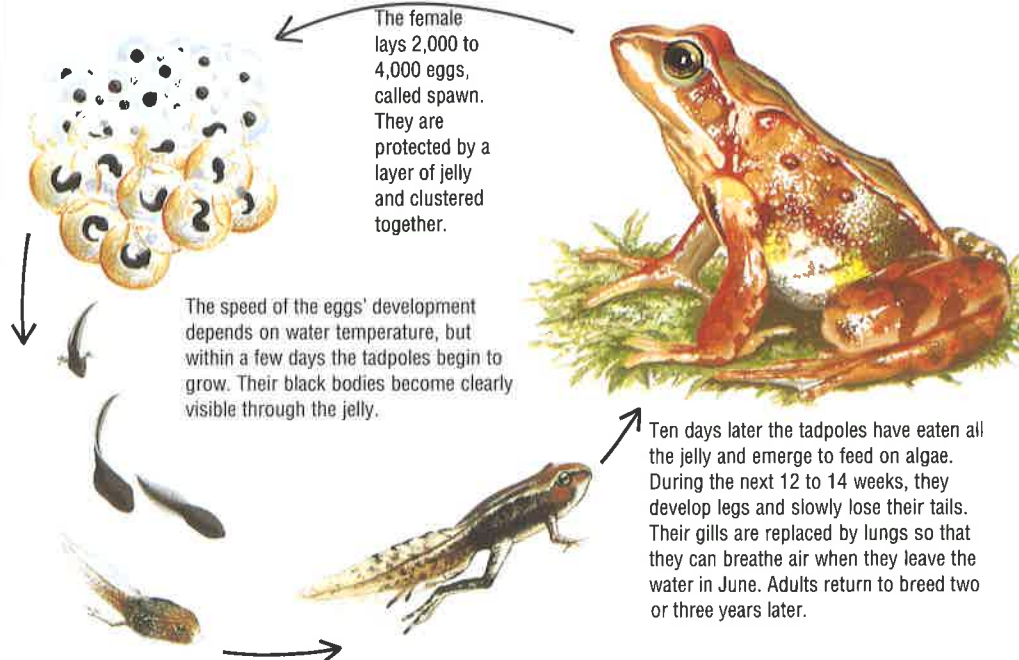 The female
lays 2,000 to
4,000 eggs,
called spawn.
They are
protected by a
layer of jelly
and clustered
together.
The speed of the eggs' development
depends on water temperature, but
within a few days the tadpoles begin to
grow. Their black bodies become clearly
visible through the jelly.
Ten days later the tadpoles have eaten all
the jelly and emerge to feed on algae.
During the next 12 to 14 weeks, they
develop legs and slowly lose their tails.
Their gills are replaced by lungs so that
they can breathe air when they leave the
water in June. Adults return to breed two
or three years later.